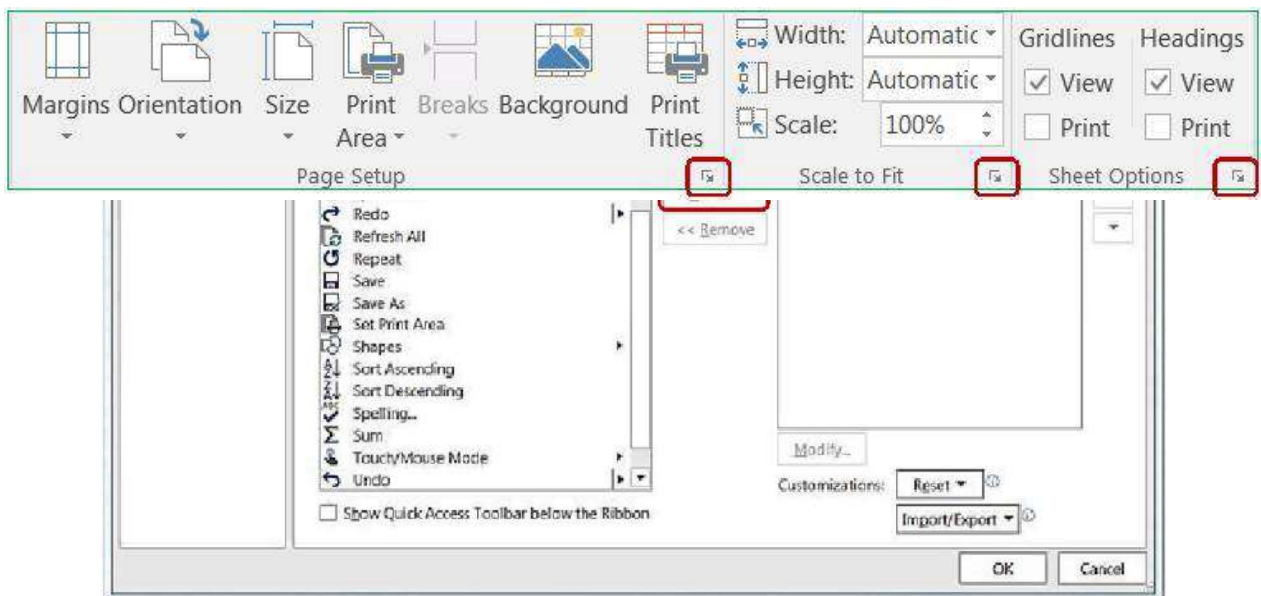 Margins Orientation Size Print Area Breaks Background Print Titles
Width: Automatic
Height: Automatic
Scale: 100%
Gridlines Headings
View View
Print Print
Page Setup Scale to Fit Sheet Options
Redo
<< Remove
Refresh All
Repeat
Save
Save As
Set Print Area
Shapes
Sort Ascending
Sort Descending
Spelling...
Sum
Touch/Mouse Mode
Undo
Show Quick Access Toolbar below the Ribbon
Modify...
Customizations: Reset
Import/Export
OK Cancel